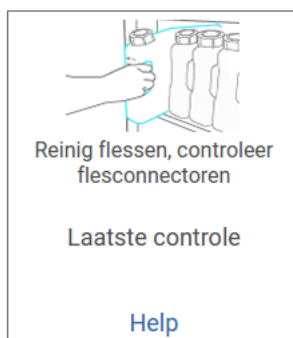 Reinig flessen, controleer
flesconnectoren
Laatste controle
Help